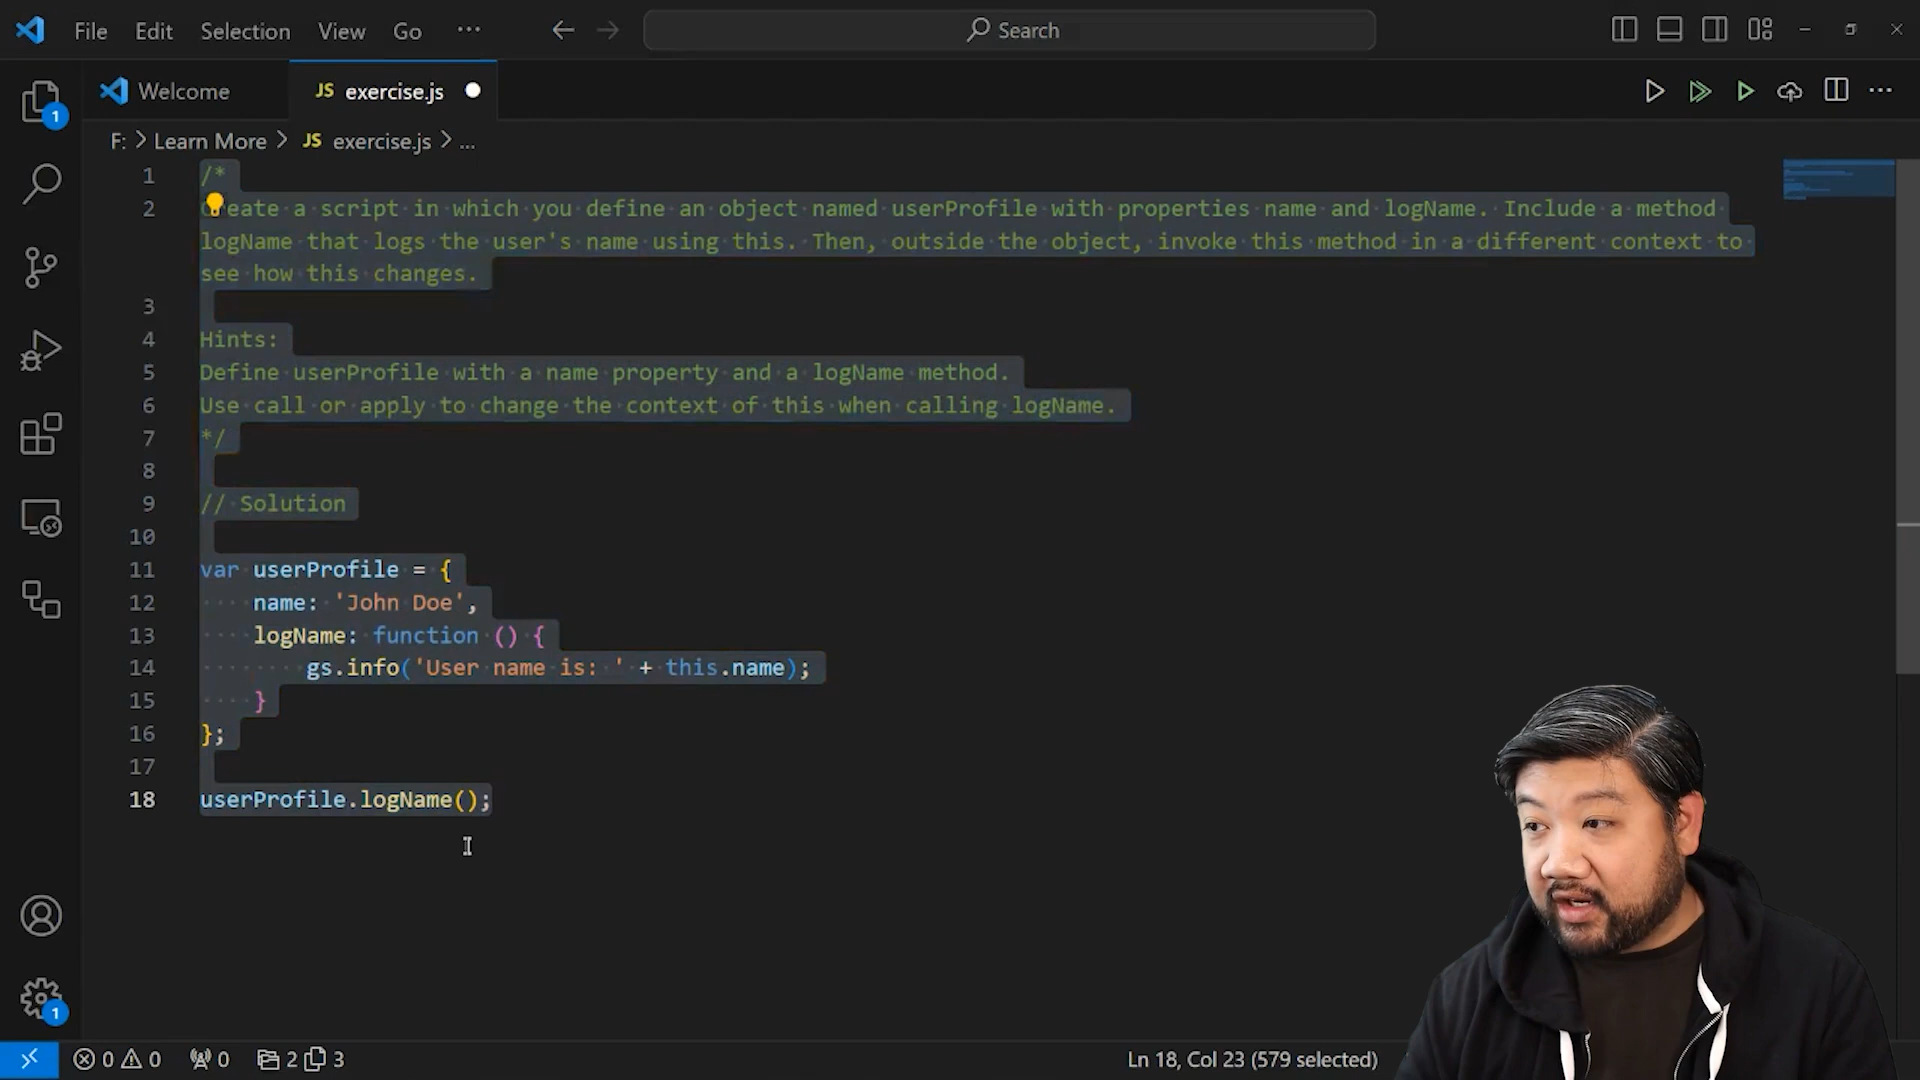 File Edit Selection View Go ··· Search
1
Welcome JS exercise.js
F: > Learn More > JS exercise.js > ...
1 /*
2 Create a script in which you define an object named userProfile with properties name and logName. Include a method
logName that logs the user's name using this. Then, outside the object, invoke this method in a different context to
see how this changes.
3
4 Hints:
5 Define userProfile with a name property and a logName method.
6 Use call or apply to change the context of this when calling logName.
7 */
8
9 // Solution
10
11 var userProfile = {
12 name: 'John Doe',
13 logName: function () {
14 gs.info('User name is: ' + this.name);
15 }
16 };
17
18 userProfile.logName();
1
0 0 0 2 3 Ln 18, Col 23 (579 selected)